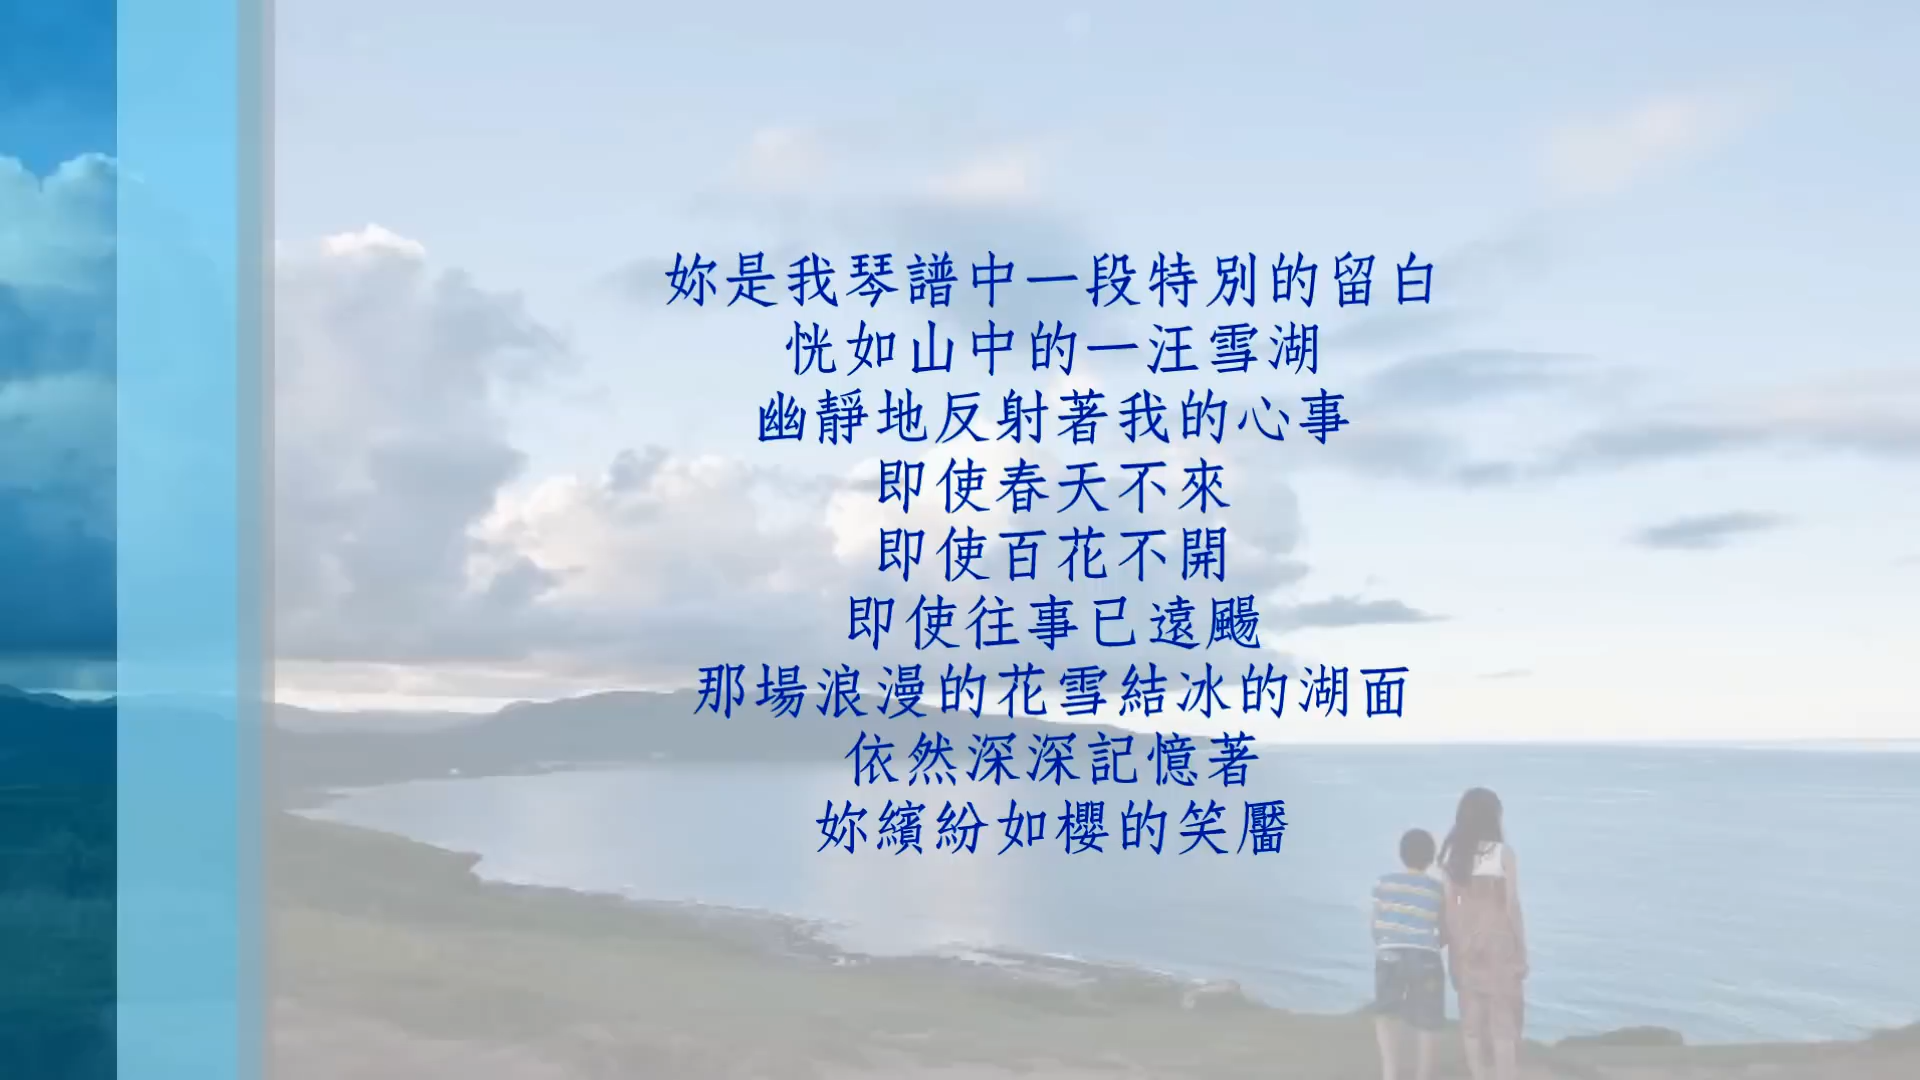 妳是我琴譜中一段特別的留白
恍如山中的一汪雪湖
幽靜地反射著我的心事
即使春天不來
即使百花不開
即使往事已遠颺
那場浪漫的花雪結冰的湖面
依然深深記憶著
妳繽紛如櫻的笑靨